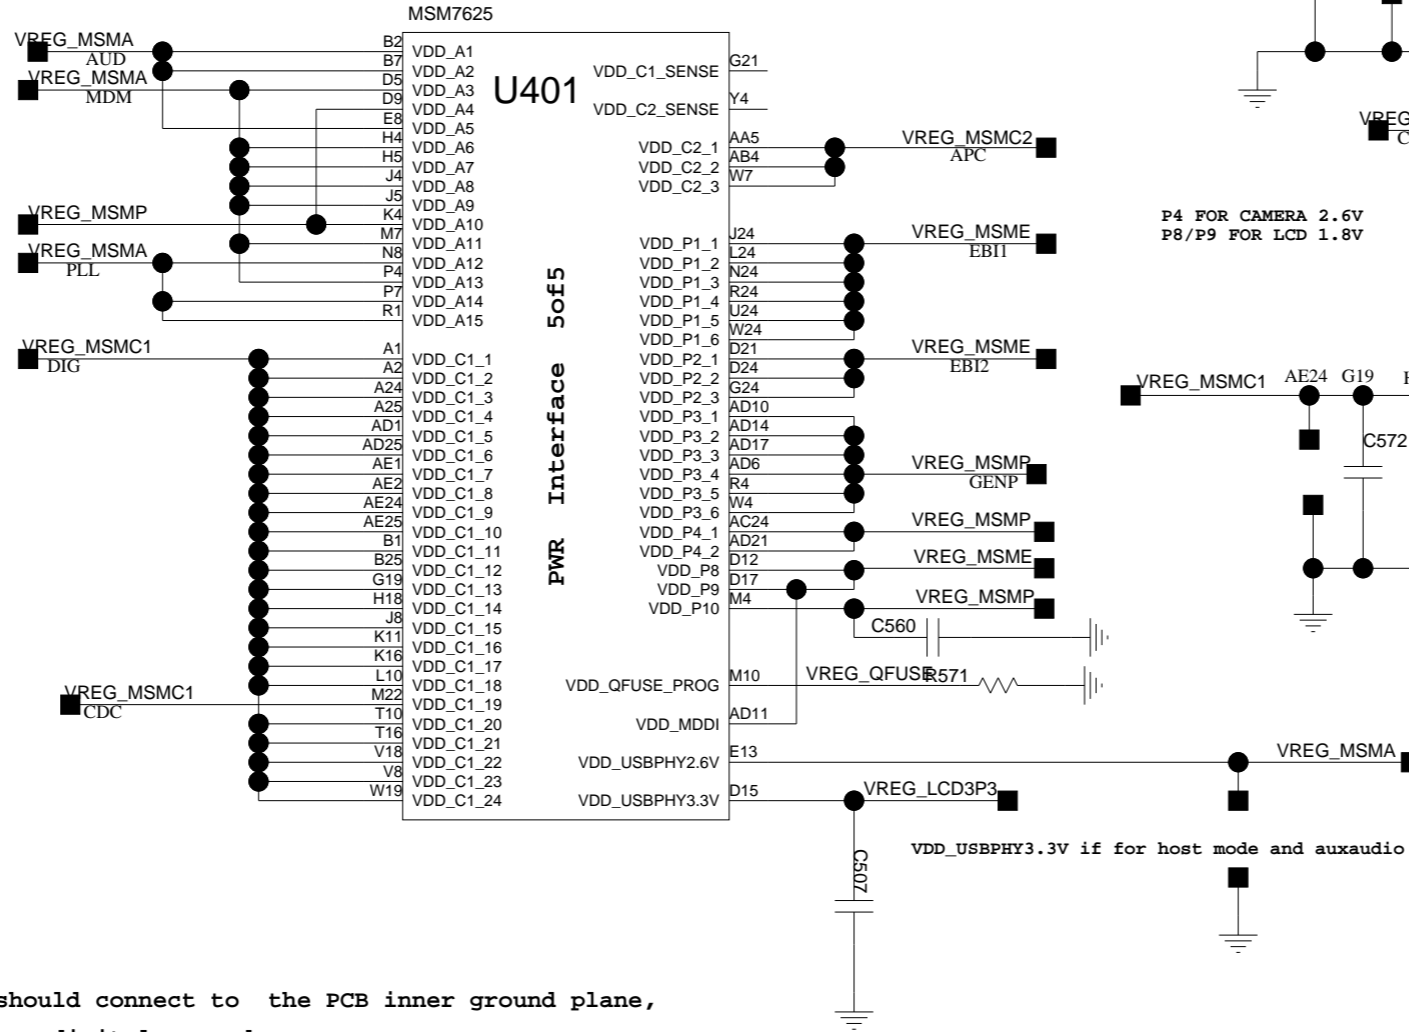 MSM7625
U401
PWR Interface 5of5
VREG_MSMA
AUD
VREG_MSMA
MDM
VREG_MSMP
VREG_MSMA
PLL
VREG_MSMC1
DIG
VREG_MSMC1
CDC
B2 VDD_A1
B7 VDD_A2
D5 VDD_A3
D9 VDD_A4
E8 VDD_A5
H4 VDD_A6
H5 VDD_A7
J4 VDD_A8
J5 VDD_A9
K4 VDD_A10
M7 VDD_A11
N8 VDD_A12
P4 VDD_A13
P7 VDD_A14
R1 VDD_A15
A1 VDD_C1_1
A2 VDD_C1_2
A24 VDD_C1_3
A25 VDD_C1_4
AD1 VDD_C1_5
AD25 VDD_C1_6
AE1 VDD_C1_7
AE2 VDD_C1_8
AE24 VDD_C1_9
AE25 VDD_C1_10
B1 VDD_C1_11
B25 VDD_C1_12
G19 VDD_C1_13
H18 VDD_C1_14
J8 VDD_C1_15
K11 VDD_C1_16
K16 VDD_C1_17
L10 VDD_C1_18
M22 VDD_C1_19
T10 VDD_C1_20
T16 VDD_C1_21
V18 VDD_C1_22
V8 VDD_C1_23
W19 VDD_C1_24
VDD_C1_SENSE G21
VDD_C2_SENSE Y4
VDD_C2_1 AA5
VDD_C2_2 AB4
VDD_C2_3 W7
VDD_P1_1 J24
VDD_P1_2 L24
VDD_P1_3 N24
VDD_P1_4 R24
VDD_P1_5 U24
VDD_P1_6 W24
VDD_P2_1 D21
VDD_P2_2 D24
VDD_P2_3 G24
VDD_P3_1 AD10
VDD_P3_2 AD14
VDD_P3_3 AD17
VDD_P3_4 AD6
VDD_P3_5 R4
VDD_P3_6 W4
VDD_P4_1 AC24
VDD_P4_2 AD21
VDD_P8 D12
VDD_P9 D17
VDD_P10 M4
VDD_QFUSE_PROG M10
VDD_MDDI AD11
VDD_USBPHY2.6V E13
VDD_USBPHY3.3V D15
VREG_MSMC2
APC
VREG_MSME
EBI1
VREG_MSME
EBI2
VREG_MSMP
GENP
VREG_MSMP
VREG_MSME
VREG_MSMP
C560
VREG_QFUSE
R571
VREG_LCD3P3
C507
VREG_MSMA
VDD_USBPHY3.3V if for host mode and auxaudio
P4 FOR CAMERA 2.6V
P8/P9 FOR LCD 1.8V
VREG_MSMC1
AE24 G19
C572
should connect to the PCB inner ground plane,